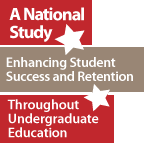 A National
Study
Enhancing Student
Success and Retention
Throughout
Undergraduate
Education